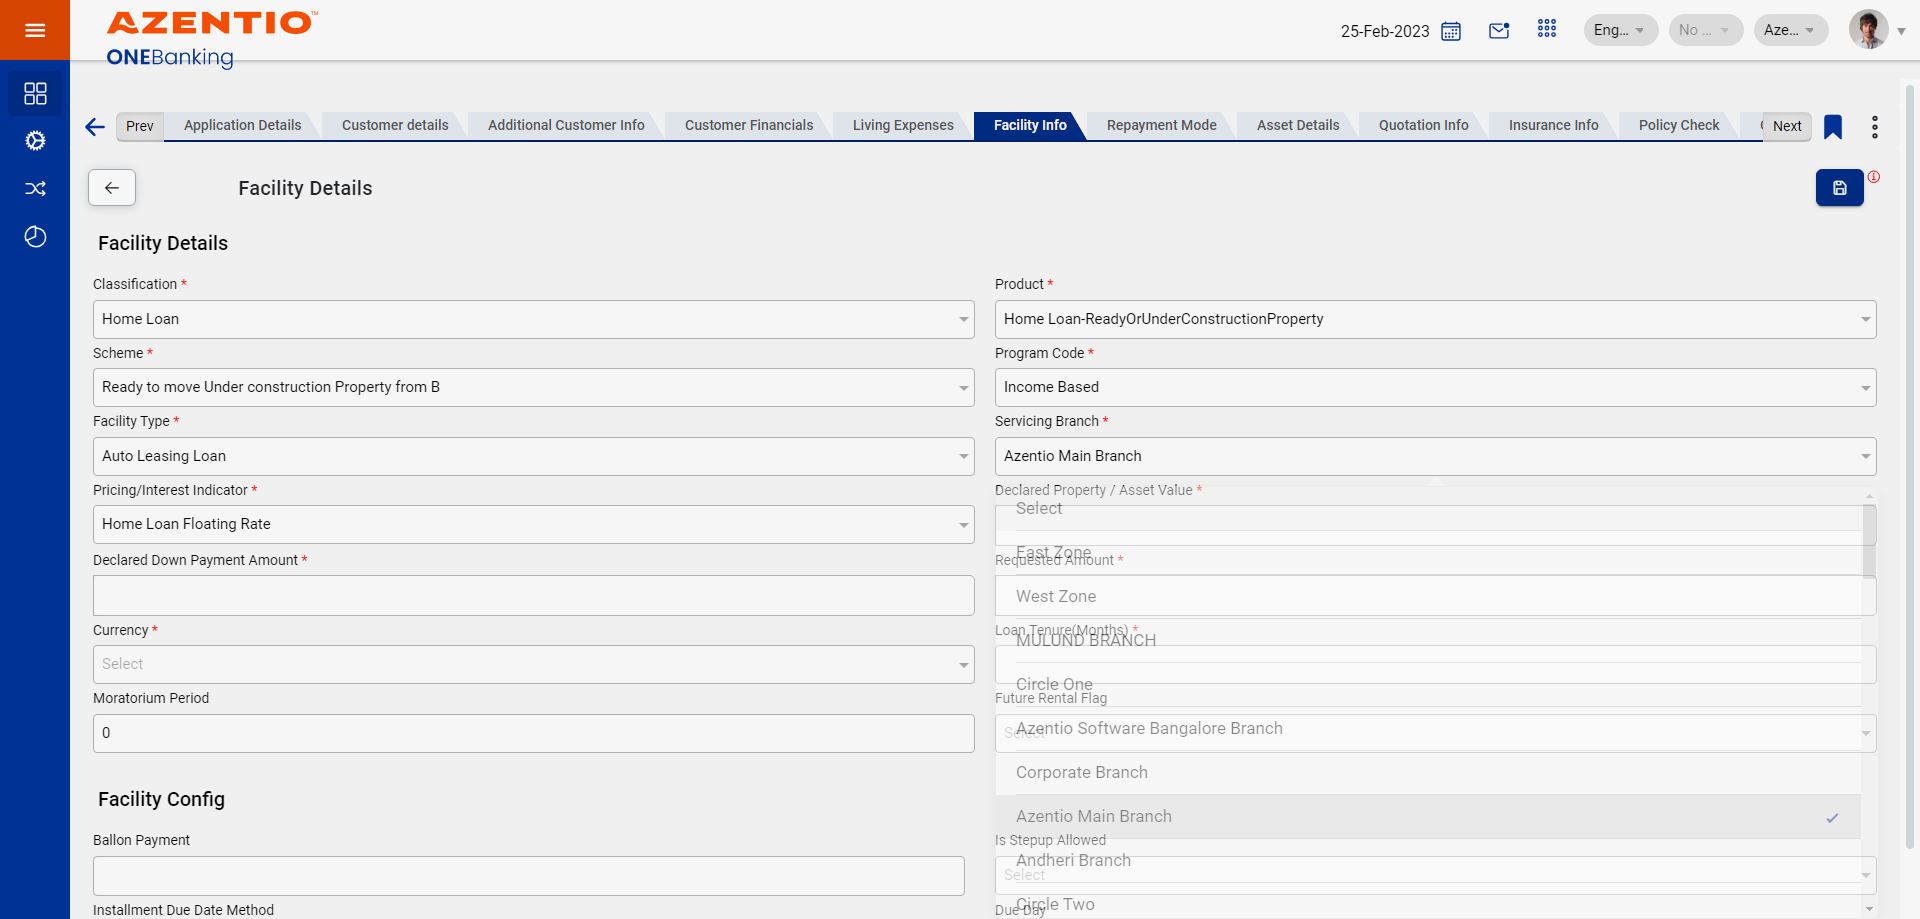 AZENTIO™
ONEBanking
25-Feb-2023
Eng...
No ...
Aze...
Prev
Application Details
Customer details
Additional Customer Info
Customer Financials
Living Expenses
Facility Info
Repayment Mode
Asset Details
Quotation Info
Insurance Info
Policy Check
Next
Facility Details
Facility Details
Classification *
Product *
Home Loan
Home Loan-ReadyOrUnderConstructionProperty
Scheme *
Program Code *
Ready to move Under construction Property from B
Income Based
Facility Type *
Servicing Branch *
Auto Leasing Loan
Azentio Main Branch
Pricing/Interest Indicator *
Declared Property / Asset Value *
Select
Home Loan Floating Rate
East Zone
Declared Down Payment Amount *
Requested Amount *
West Zone
Currency *
Loan Tenure(Months) *
MULUND BRANCH
Select
Circle One
Moratorium Period
Future Rental Flag
Azentio Software Bangalore Branch
0
Select
Corporate Branch
Facility Config
Azentio Main Branch
Ballon Payment
Is Stepup Allowed
Andheri Branch
Select
Circle Two
Installment Due Date Method
Due Day